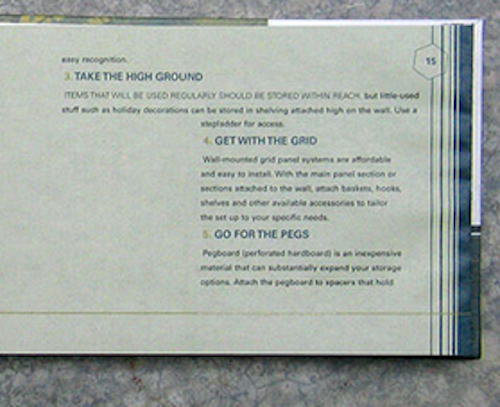 easy recognition.
15
3. TAKE THE HIGH GROUND
ITEMS THAT WILL BE USED REGULARLY SHOULD BE STORED WITHIN REACH, but little-used
stuff such as holiday decorations can be stored in shelving attached high on the wall. Use a
stepladder for access.
4. GET WITH THE GRID
Wall-mounted grid panel systems are affordable
and easy to install. With the main panel section or
sections attached to the wall, attach baskets, hooks,
shelves and other available accessories to tailor
the set up to your specific needs.
5. GO FOR THE PEGS
Pegboard (perforated hardboard) is an inexpensive
material that can substantially expand your storage
options. Attach the pegboard to spacers that hold